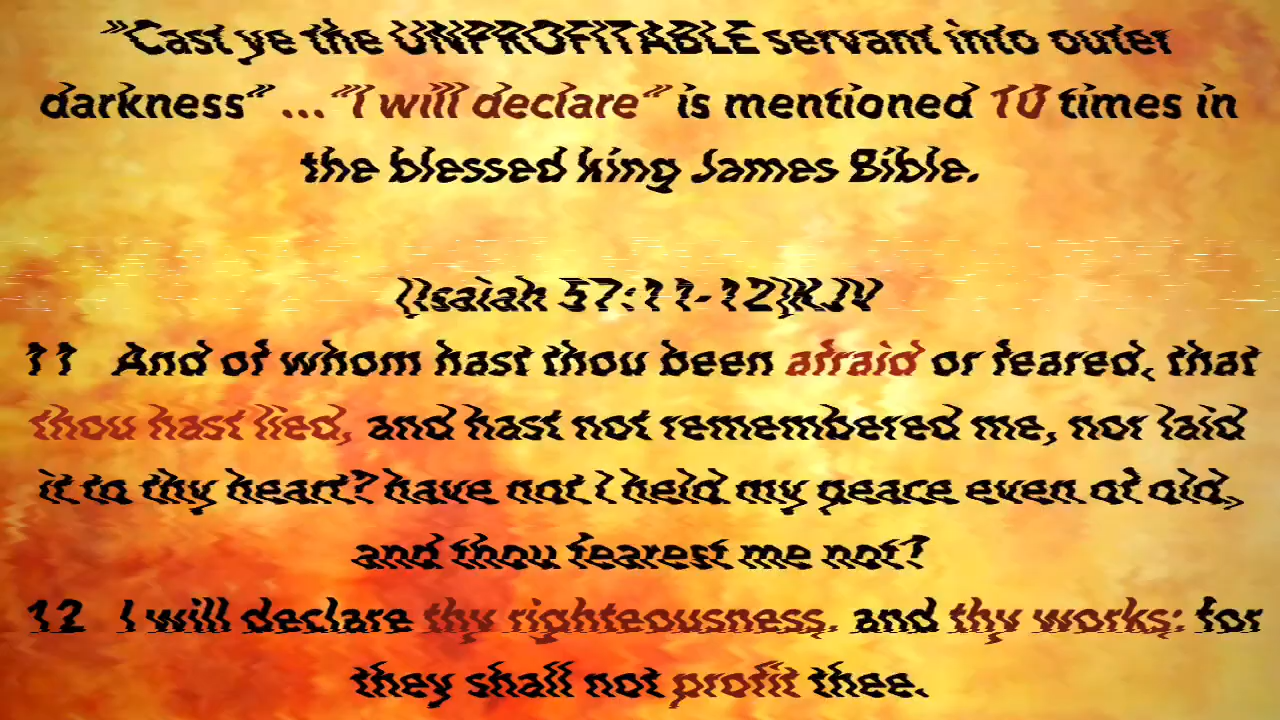 "Cast ye the UNPROFITABLE servant into outer
darkness" ... "I will declare" is mentioned 10 times in
the blessed king James Bible.
(Isaiah 57:11-12)KJV
11 And of whom hast thou been afraid or feared, that
thou hast lied, and hast not remembered me, nor laid
it to thy heart? have not I held my peace even of old,
and thou fearest me not?
12 I will declare thy righteousness, and thy works; for
they shall not profit thee.